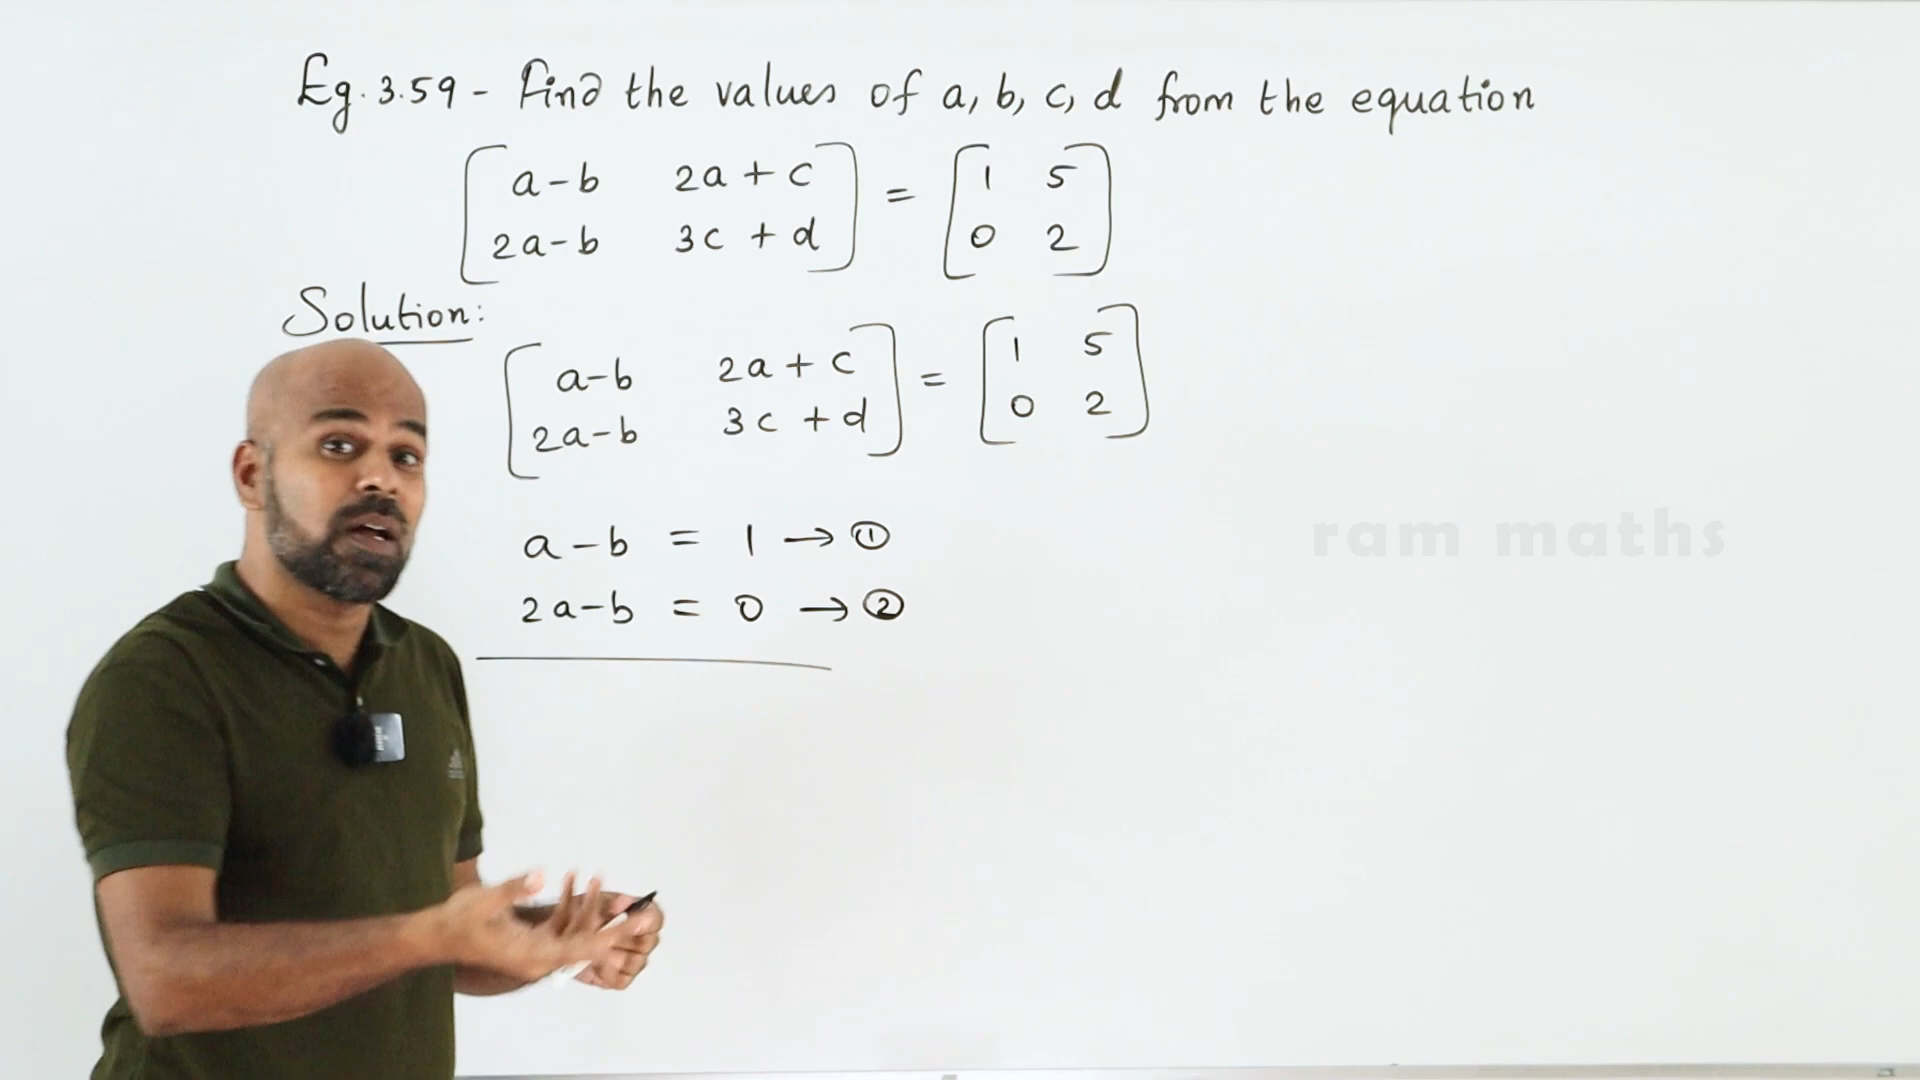 Eg. 3.59 - Find the values of a, b, c, d from the equation
[ a-b 2a + c ] = [ 1 5 ]
[ 2a-b 3c + d ] [ 0 2 ]
Solution:
[ a-b 2a + c ] = [ 1 5 ]
[ 2a-b 3c + d ] [ 0 2 ]
a - b = 1 → ①
ram maths
2a - b = 0 → ②